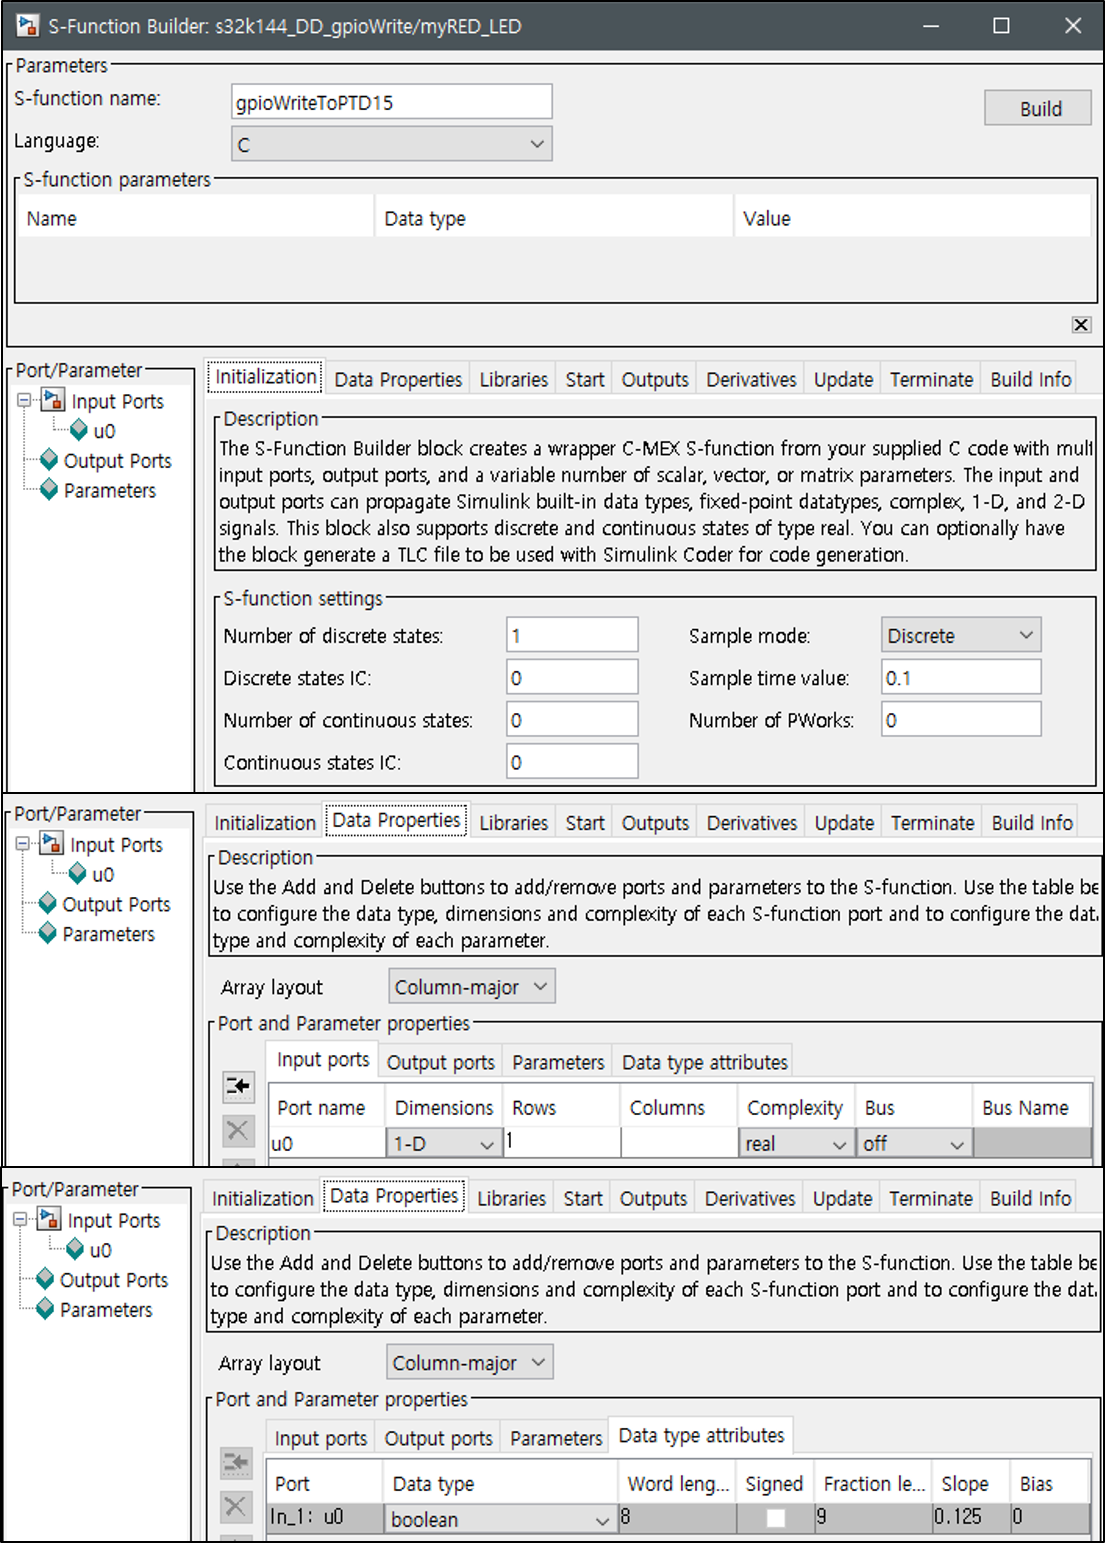 S-Function Builder: s32k144_DD_gpioWrite/myRED_LED
Parameters
S-function name: gpioWriteToPTD15 Build
Language: C
S-function parameters
Name Data type Value
Port/Parameter
Input Ports
u0
Output Ports
Parameters
Initialization Data Properties Libraries Start Outputs Derivatives Update Terminate Build Info
Description
The S-Function Builder block creates a wrapper C-MEX S-function from your supplied C code with mult
input ports, output ports, and a variable number of scalar, vector, or matrix parameters. The input and
output ports can propagate Simulink built-in data types, fixed-point datatypes, complex, 1-D, and 2-D
signals. This block also supports discrete and continuous states of type real. You can optionally have
the block generate a TLC file to be used with Simulink Coder for code generation.
S-function settings
Number of discrete states: 1 Sample mode: Discrete
Discrete states IC: 0 Sample time value: 0.1
Number of continuous states: 0 Number of PWorks: 0
Continuous states IC: 0
Port/Parameter
Input Ports
u0
Output Ports
Parameters
Initialization Data Properties Libraries Start Outputs Derivatives Update Terminate Build Info
Description
Use the Add and Delete buttons to add/remove ports and parameters to the S-function. Use the table be
to configure the data type, dimensions and complexity of each S-function port and to configure the dat
type and complexity of each parameter.
Array layout Column-major
Port and Parameter properties
Input ports Output ports Parameters Data type attributes
Port name Dimensions Rows Columns Complexity Bus Bus Name
u0 1-D 1 real off
Port/Parameter
Input Ports
u0
Output Ports
Parameters
Initialization Data Properties Libraries Start Outputs Derivatives Update Terminate Build Info
Description
Use the Add and Delete buttons to add/remove ports and parameters to the S-function. Use the table be
to configure the data type, dimensions and complexity of each S-function port and to configure the dat
type and complexity of each parameter.
Array layout Column-major
Port and Parameter properties
Input ports Output ports Parameters Data type attributes
Port Data type Word leng... Signed Fraction le... Slope Bias
In_1: u0 boolean 8 9 0.125 0